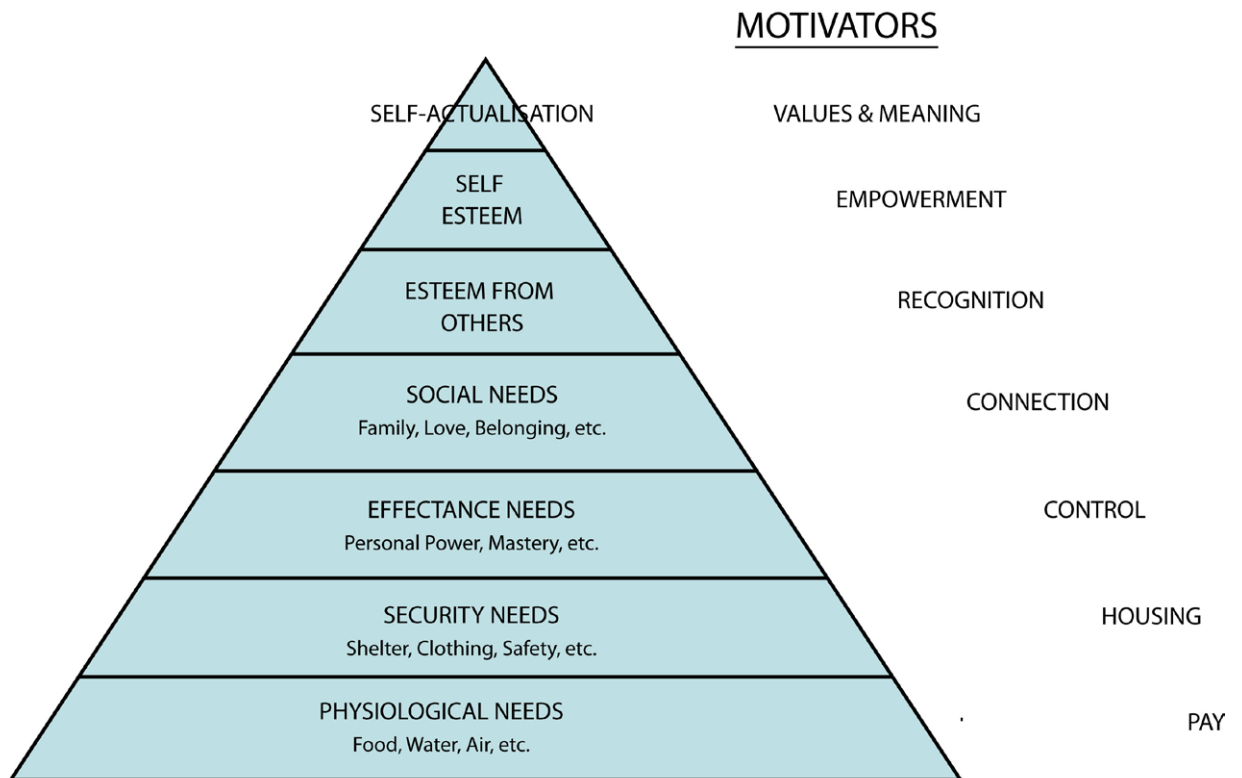 MOTIVATORS
SELF-ACTUALISATION
VALUES & MEANING
SELF
ESTEEM
EMPOWERMENT
ESTEEM FROM
OTHERS
RECOGNITION
SOCIAL NEEDS
Family, Love, Belonging, etc.
CONNECTION
EFFECTANCE NEEDS
Personal Power, Mastery, etc.
CONTROL
SECURITY NEEDS
Shelter, Clothing, Safety, etc.
HOUSING
PHYSIOLOGICAL NEEDS
Food, Water, Air, etc.
PAY